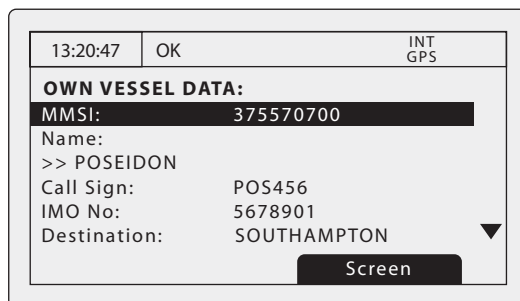 13:20:47 OK INT
GPS
OWN VESSEL DATA:
MMSI: 375570700
Name:
>> POSEIDON
Call Sign: POS456
IMO No: 5678901
Destination: SOUTHAMPTON
Screen